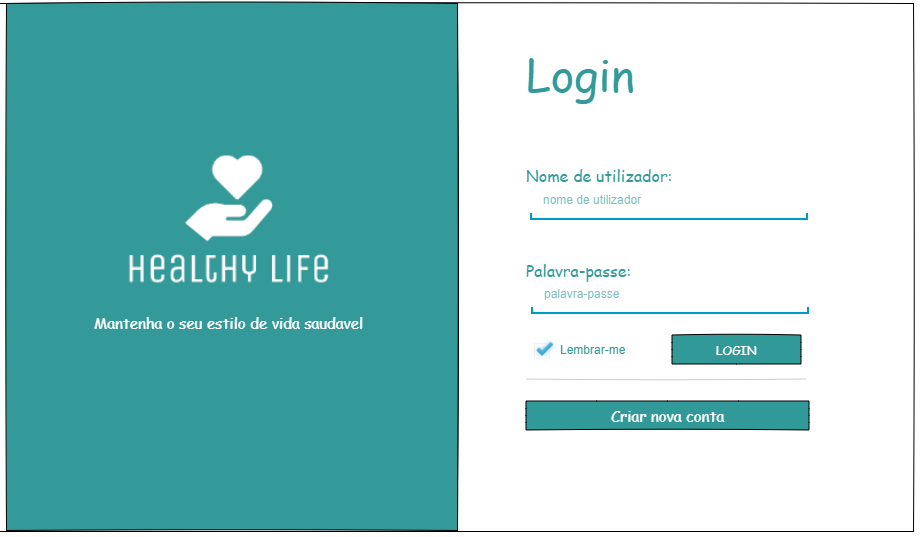 HEALTHY LIFE
Mantenha o seu estilo de vida saudavel
Login
Nome de utilizador:
nome de utilizador
Palavra-passe:
palavra-passe
Lembrar-me
LOGIN
Criar nova conta